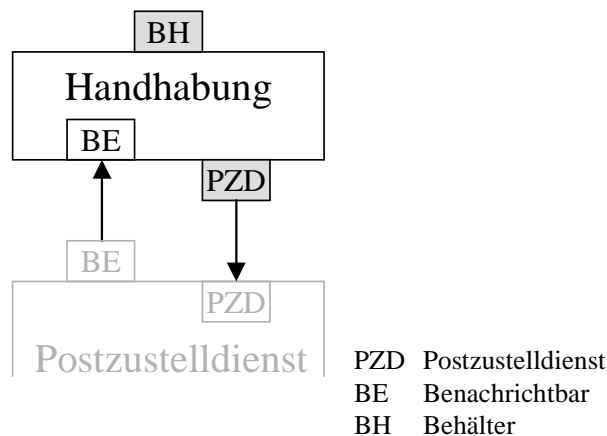 BH
Handhabung
BE
PZD
BE
PZD
Postzustelldienst
PZD Postzustelldienst
BE Benachrichtbar
BH Behälter